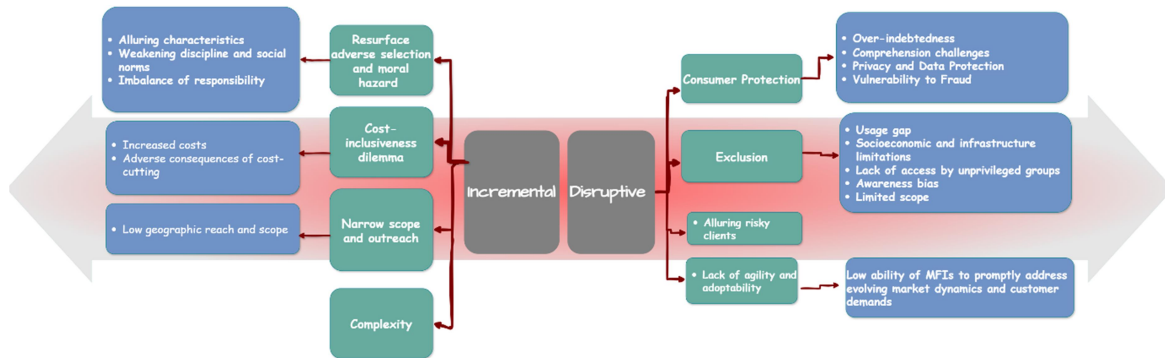 • Alluring characteristics
• Weakening discipline and social
norms
• Imbalance of responsibility
Resurface
adverse selection
and moral
hazard
• Increased costs
• Adverse consequences of cost-
cutting
Cost-
inclusiveness
dilemma
• Low geographic reach and scope
Narrow scope
and outreach
Complexity
Incremental
Disruptive
Consumer Protection
• Over-indebtedness
• Comprehension challenges
• Privacy and Data Protection
• Vulnerability to Fraud
Exclusion
• Usage gap
• Socioeconomic and infrastructure
limitations
• Lack of access by unprivileged groups
• Awareness bias
• Limited scope
• Alluring risky
clients
• Lack of agility and
adoptability
Low ability of MFIs to promptly address
evolving market dynamics and customer
demands